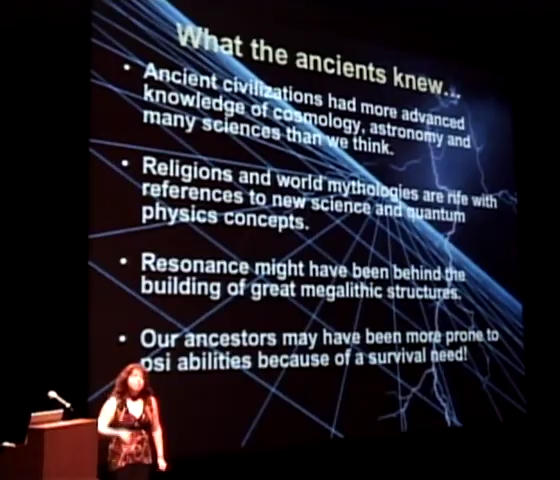 What the ancients knew...
• Ancient civilizations had more advanced
knowledge of cosmology, astronomy and
many sciences than we think.
• Religions and world mythologies are rife with
references to new science and quantum
physics concepts.
• Resonance might have been behind the
building of great megalithic structures.
• Our ancestors may have been more prone to
psi abilities because of a survival need!